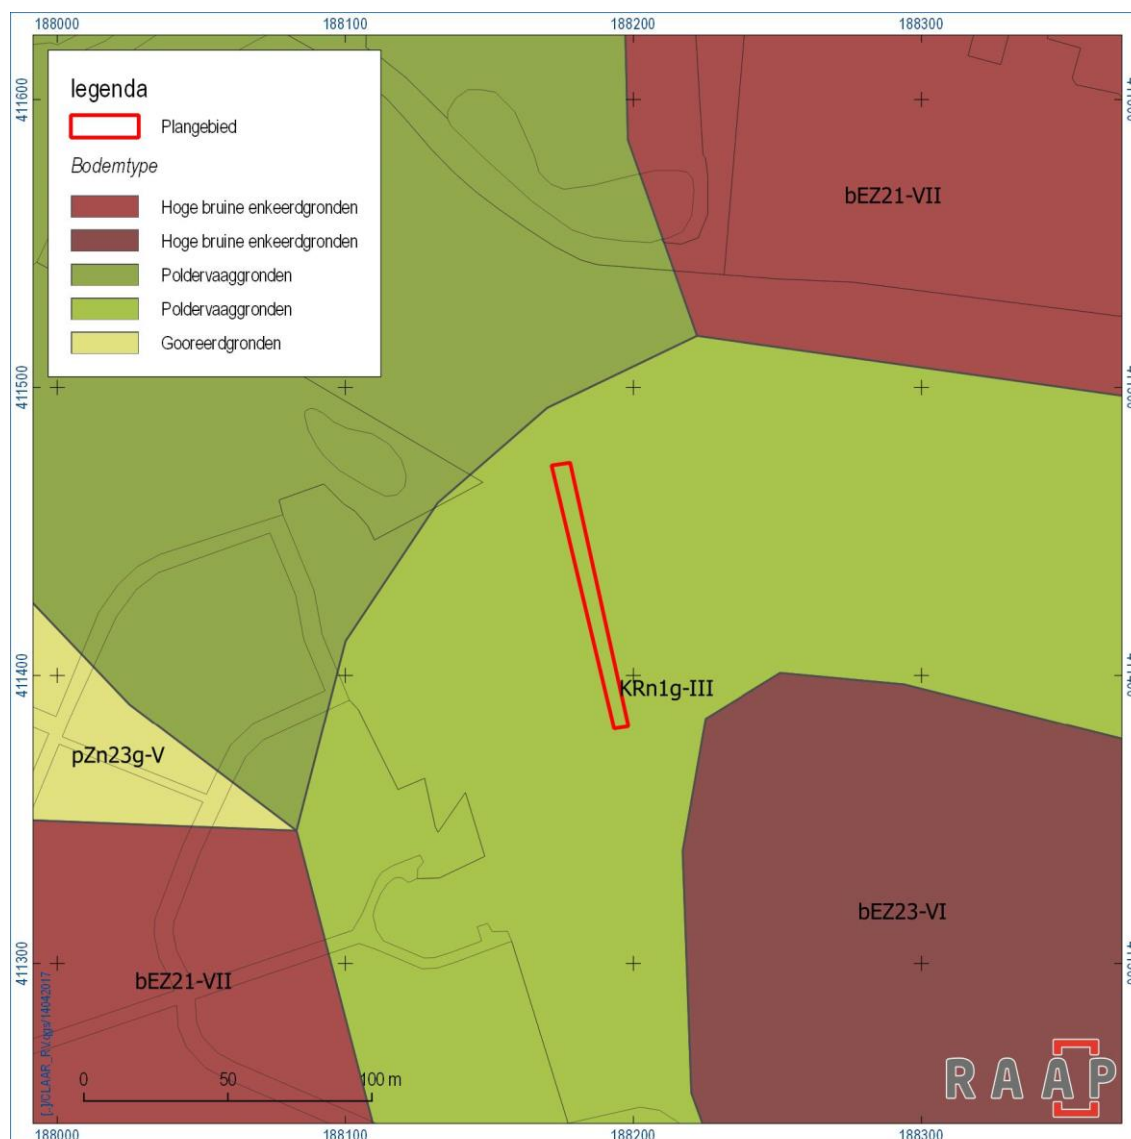 188000 188100 188200 188300
legenda
Plangebied
Bodemtype
Hoge bruine enkeerdgronden
Hoge bruine enkeerdgronden
Poldervaaggronden
Poldervaaggronden
Gooreerdgronden
411600
bEZ21-VII
411500
411400
KRn1g-III
pZn23g-V
bEZ23-VI
411300
bEZ21-VII
0 50 100 m
RAAP
188000 188100 188200 188300